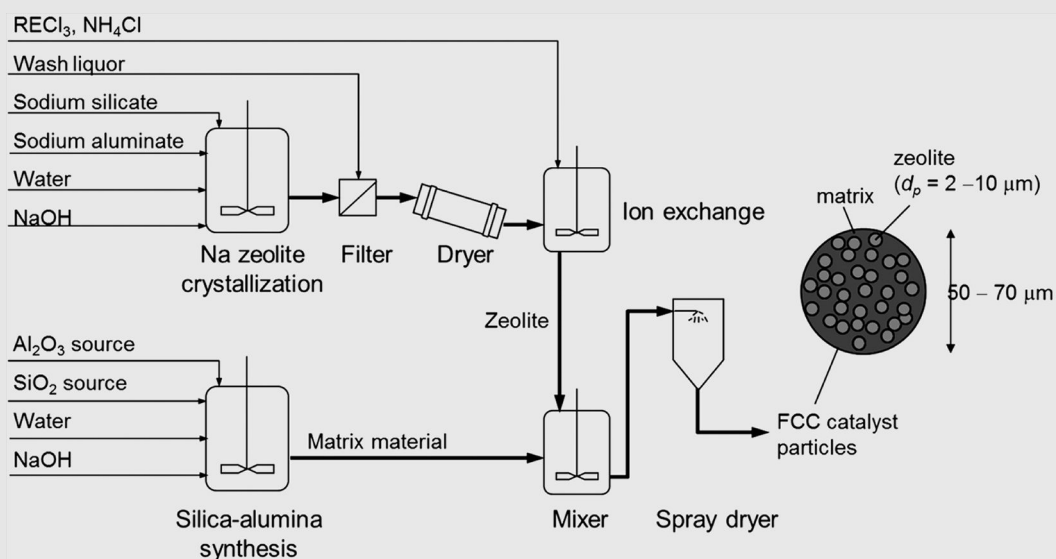 RECl₃, NH₄Cl
Wash liquor
Sodium silicate
Sodium aluminate
Water
NaOH
Na zeolite
crystallization
Filter
Dryer
Ion exchange
zeolite
(dₚ = 2 –10 μm)
matrix
50 – 70 μm
Zeolite
Al₂O₃ source
SiO₂ source
Water
NaOH
Matrix material
FCC catalyst
particles
Silica-alumina
synthesis
Mixer
Spray dryer